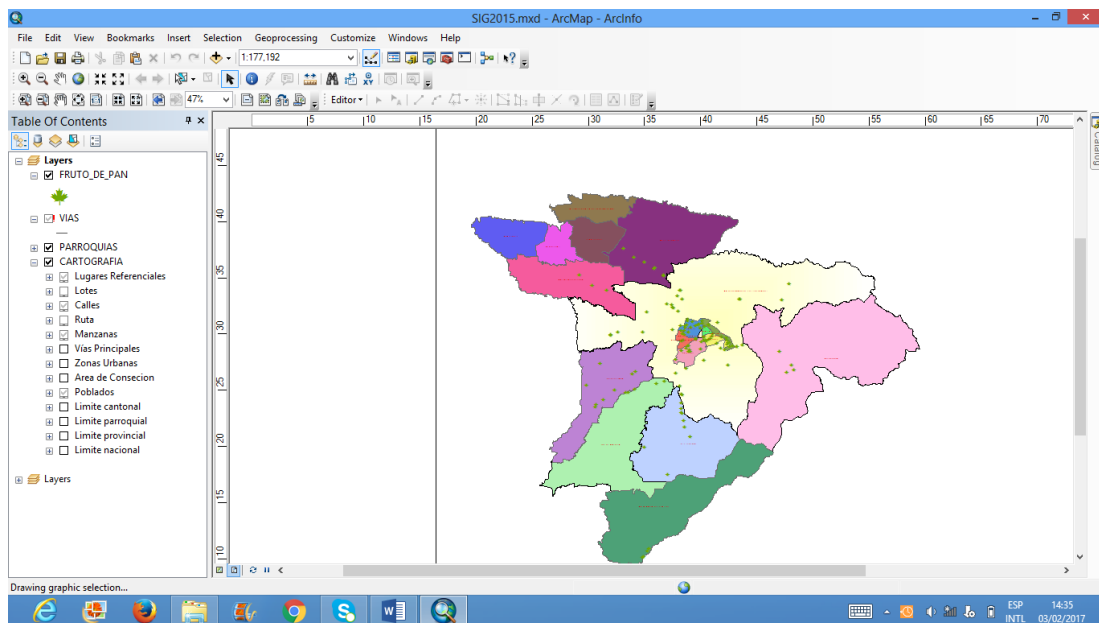 SIG2015.mxd - ArcMap - ArcInfo
File Edit View Bookmarks Insert Selection Geoprocessing Customize Windows Help
1:177,192
47%
Editor
Table Of Contents
5 10 15 20 25 30 35 40 45 50 55 60 65 70
Catalog
Layers
FRUTO_DE_PAN
VIAS
PARROQUIAS
CARTOGRAFIA
Lugares Referenciales
Lotes
Calles
Ruta
Manzanas
Vías Principales
Zonas Urbanas
Area de Consecion
Poblados
Limite cantonal
Limite parroquial
Limite provincial
Limite nacional
Layers
45
40
35
30
25
20
15
10
Drawing graphic selection...
ESP 14:35
INTL 03/02/2017